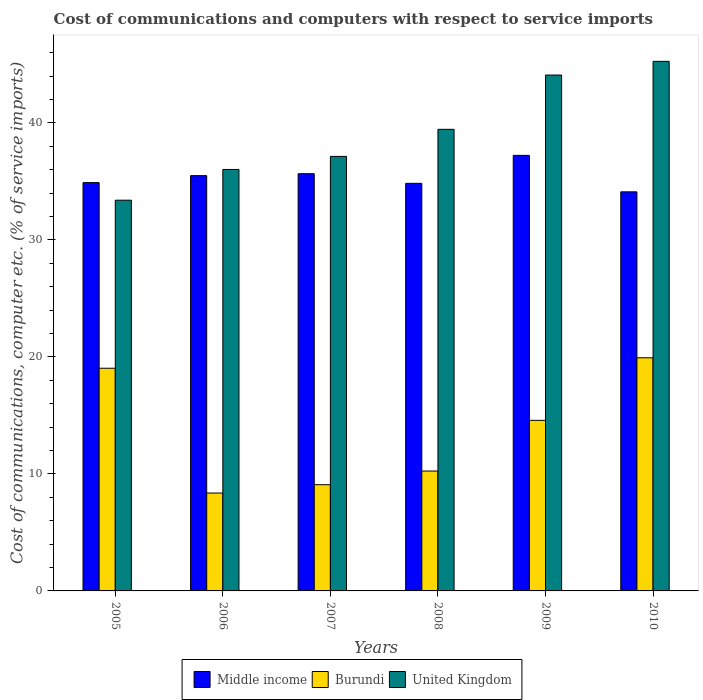 Cost of communications and computers with respect to service imports
Cost of communications, computer etc. (% of service imports)
40
30
20
10
0
2005
2006
2007
2008
2009
2010
Years
Middle income
Burundi
United Kingdom